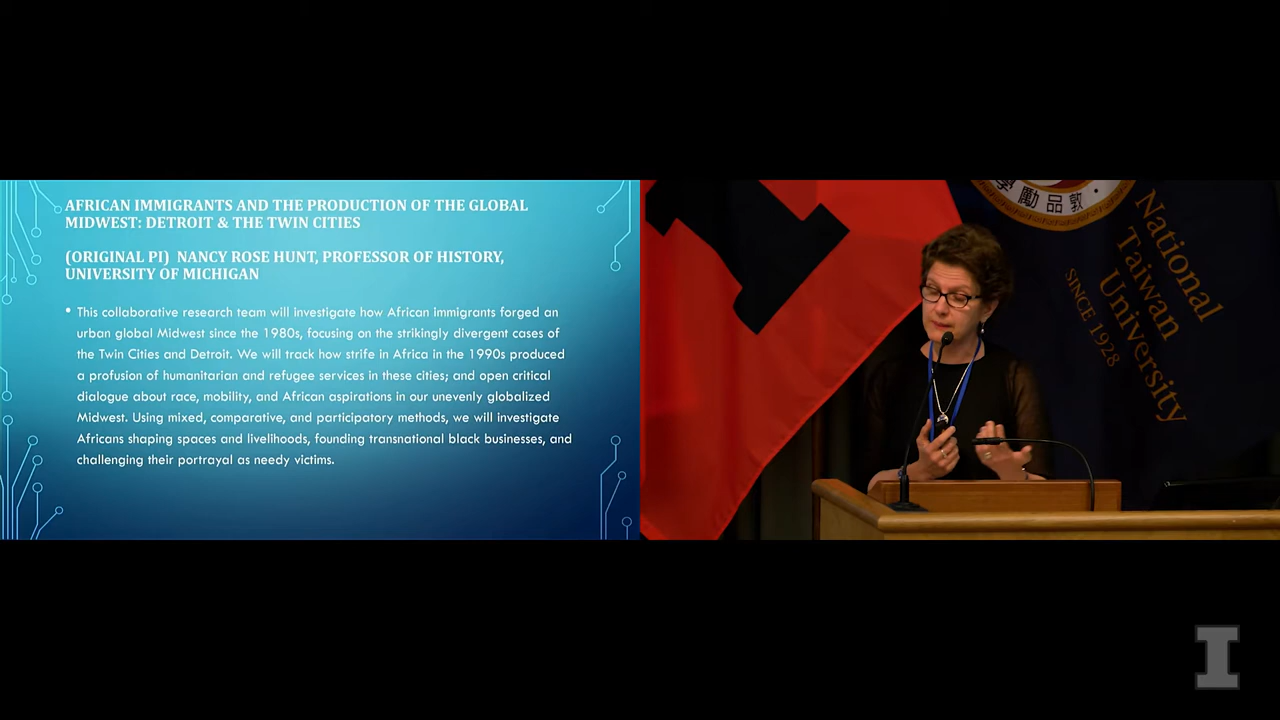 AFRICAN IMMIGRANTS AND THE PRODUCTION OF THE GLOBAL
MIDWEST: DETROIT & THE TWIN CITIES
(ORIGINAL PI) NANCY ROSE HUNT, PROFESSOR OF HISTORY,
UNIVERSITY OF MICHIGAN
• This collaborative research team will investigate how African immigrants forged an
urban global Midwest since the 1980s, focusing on the strikingly divergent cases of
the Twin Cities and Detroit. We will track how strife in Africa in the 1990s produced
a profusion of humanitarian and refugee services in these cities; and open critical
dialogue about race, mobility, and African aspirations in our unevenly globalized
Midwest. Using mixed, comparative, and participatory methods, we will investigate
Africans shaping spaces and livelihoods, founding transnational black businesses, and
challenging their portrayal as needy victims.
學勵品敦
National
Taiwan
University
SINCE 1928
I